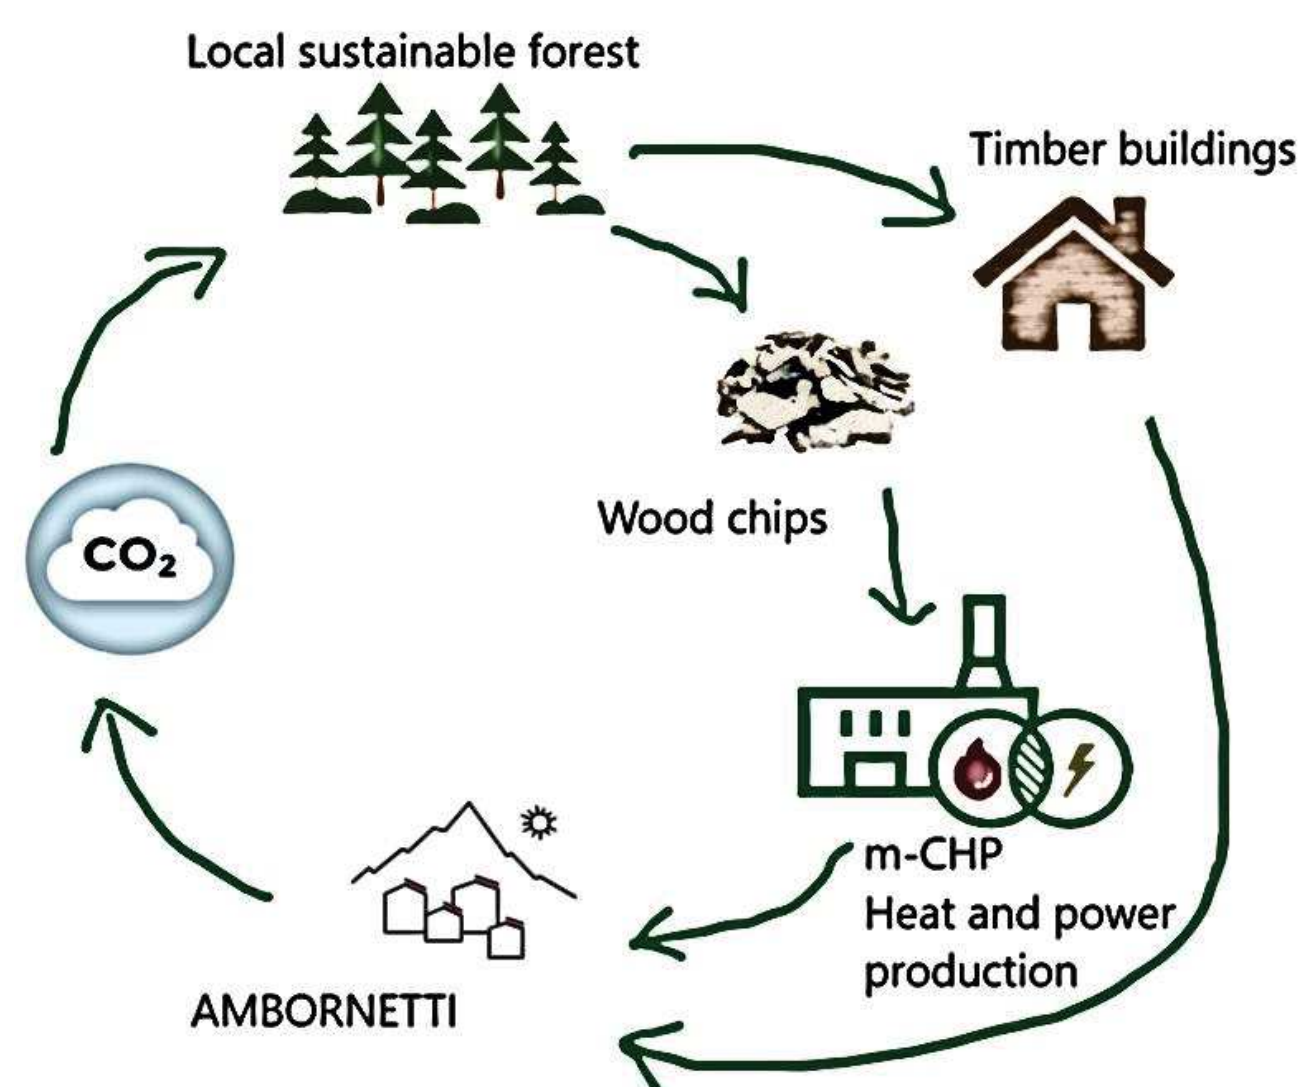 Local sustainable forest
Timber buildings
Wood chips
CO₂
m-CHP
Heat and power
production
AMBORNETTI